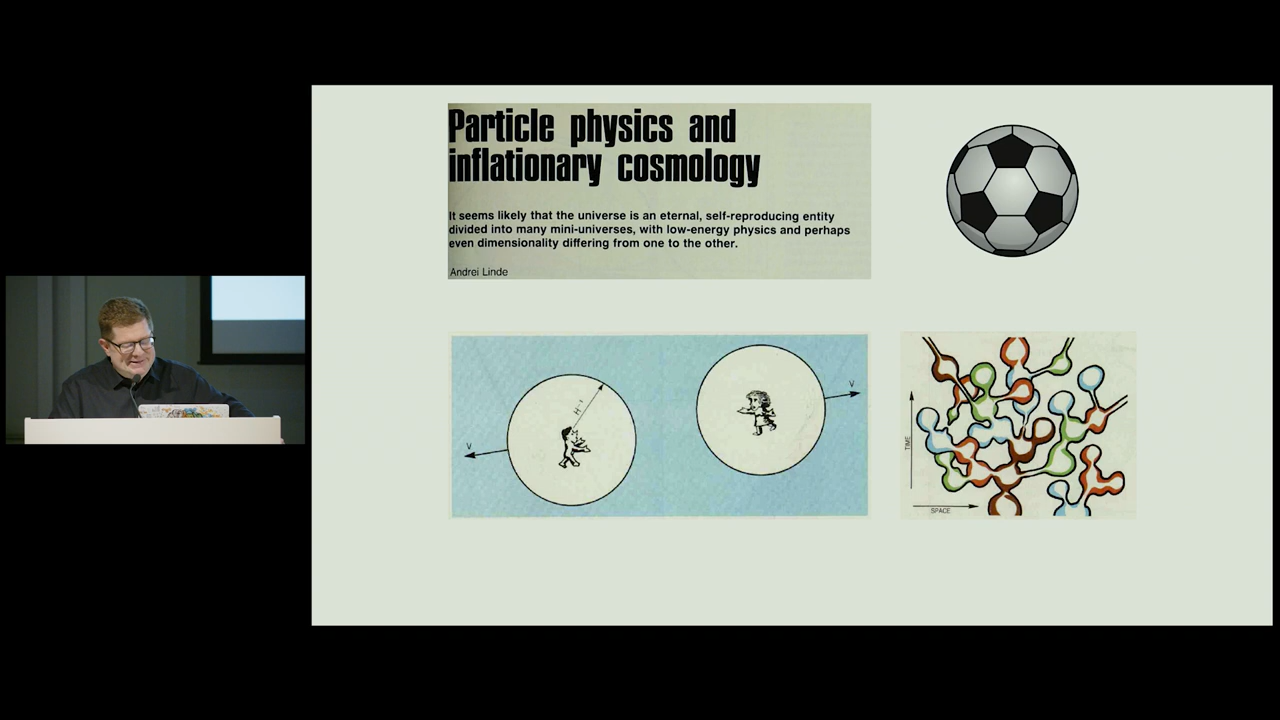 Particle physics and
inflationary cosmology
It seems likely that the universe is an eternal, self-reproducing entity
divided into many mini-universes, with low-energy physics and perhaps
even dimensionality differing from one to the other.
Andrei Linde
V
H⁻¹
V
TIME
SPACE